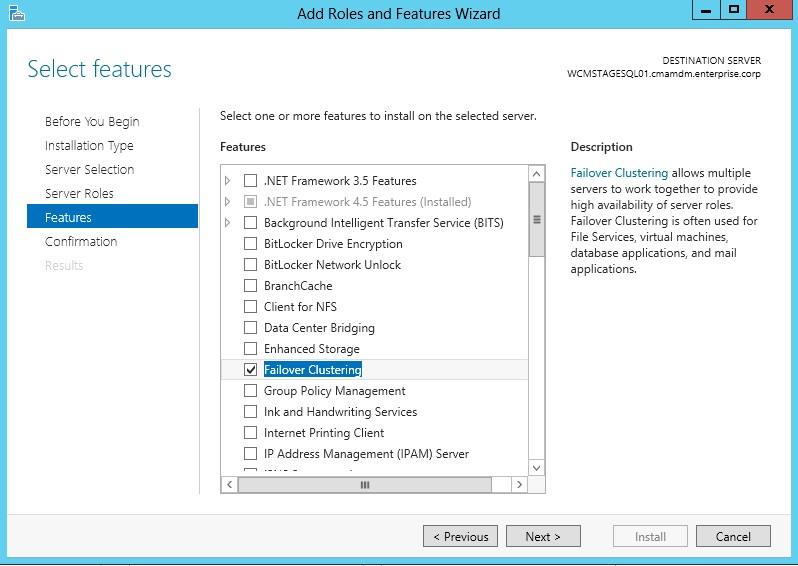 Add Roles and Features Wizard
Select features
DESTINATION SERVER
WCMSTAGESQL01.cmamdm.enterprise.corp
Before You Begin
Installation Type
Server Selection
Server Roles
Features
Confirmation
Results
Select one or more features to install on the selected server.
Features
.NET Framework 3.5 Features
.NET Framework 4.5 Features (Installed)
Background Intelligent Transfer Service (BITS)
BitLocker Drive Encryption
BitLocker Network Unlock
BranchCache
Client for NFS
Data Center Bridging
Enhanced Storage
Failover Clustering
Group Policy Management
Ink and Handwriting Services
Internet Printing Client
IP Address Management (IPAM) Server
Description
Failover Clustering allows multiple
servers to work together to provide
high availability of server roles.
Failover Clustering is often used for
File Services, virtual machines,
database applications, and mail
applications.
< Previous
Next >
Install
Cancel